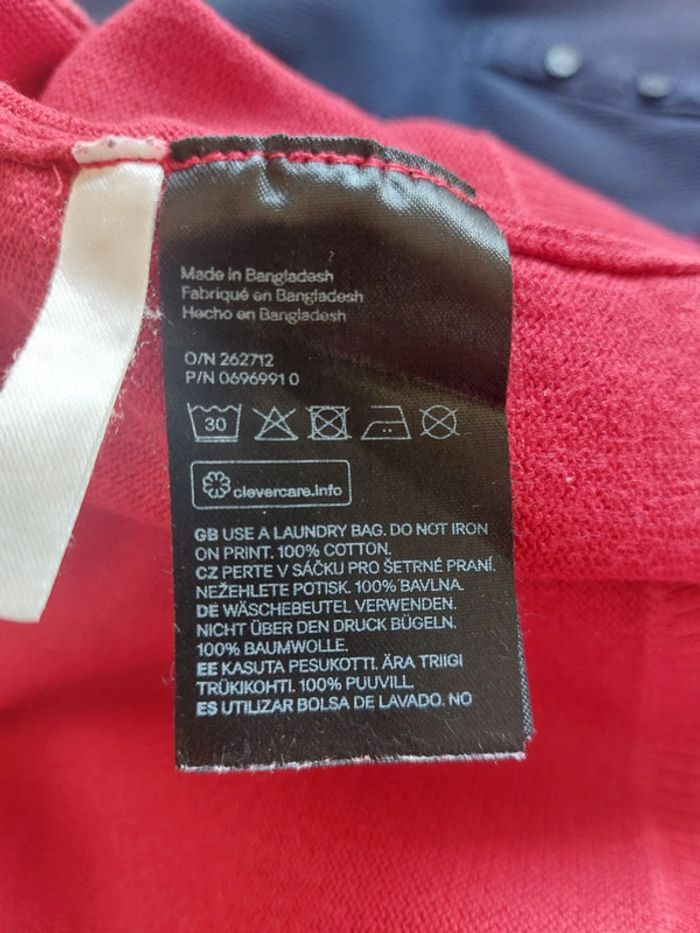 Made in Bangladesh
Fabriqué en Bangladesh
Hecho en Bangladesh
O/N 262712
P/N 0696991 0
30
clevercare.info
GB USE A LAUNDRY BAG. DO NOT IRON
ON PRINT. 100% COTTON.
CZ PERTE V SÁČKU PRO ŠETRNÉ PRANÍ.
NEŽEHLETE POTISK. 100% BAVLNA.
DE WÄSCHEBEUTEL VERWENDEN.
NICHT ÜBER DEN DRUCK BÜGELN.
100% BAUMWOLLE.
EE KASUTA PESUKOTTI. ÄRA TRIIGI
TRÜKIKOHTI. 100% PUUVILL.
ES UTILIZAR BOLSA DE LAVADO. NO